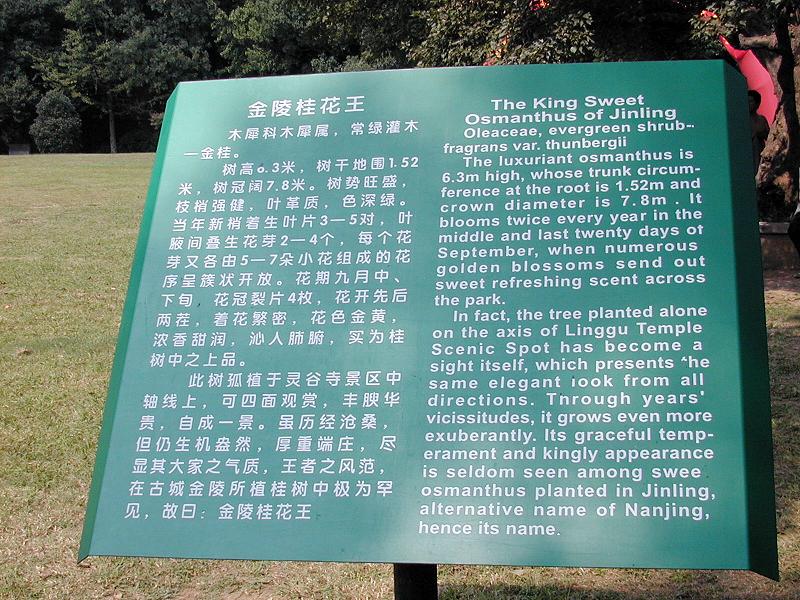 金陵桂花王
木犀科木犀属，常绿灌木
—金桂。
树高6.3米，树干地围1.52
米，树冠阔7.8米。树势旺盛，
枝梢强健，叶革质，色深绿。
当年新梢着生叶片3—5对，叶
腋间叠生花芽2—4个，每个花
芽又各由5—7朵小花组成的花
序呈簇状开放。花期九月中、
下旬，花冠裂片4枚，花开先后
两茬，着花繁密，花色金黄，
浓香甜润，沁人肺腑，实为桂
树中之上品。
此树孤植于灵谷寺景区中
轴线上，可四面观赏，丰腴华
贵，自成一景。虽历经沧桑，
但仍生机盎然，厚重端庄，尽
显其大家之气质，王者之风范，
在古城金陵所植桂树中极为罕
见，故曰：金陵桂花王
The King Sweet
Osmanthus of Jinling
Oleaceae, evergreen shrub-
fragrans var. thunbergii
The luxuriant osmanthus is
6.3m high, whose trunk circum-
ference at the root is 1.52m and
crown diameter is 7.8m . It
blooms twice every year in the
middle and last twenty days of
September, when numerous
golden blossoms send out
sweet refreshing scent across
the park.
In fact, the tree planted alone
on the axis of Linggu Temple
Scenic Spot has become a
sight itself, which presents the
same elegant look from all
directions. Through years'
vicissitudes, it grows even more
exuberantly. Its graceful temp-
erament and kingly appearance
is seldom seen among swee
osmanthus planted in Jinling,
alternative name of Nanjing,
hence its name.